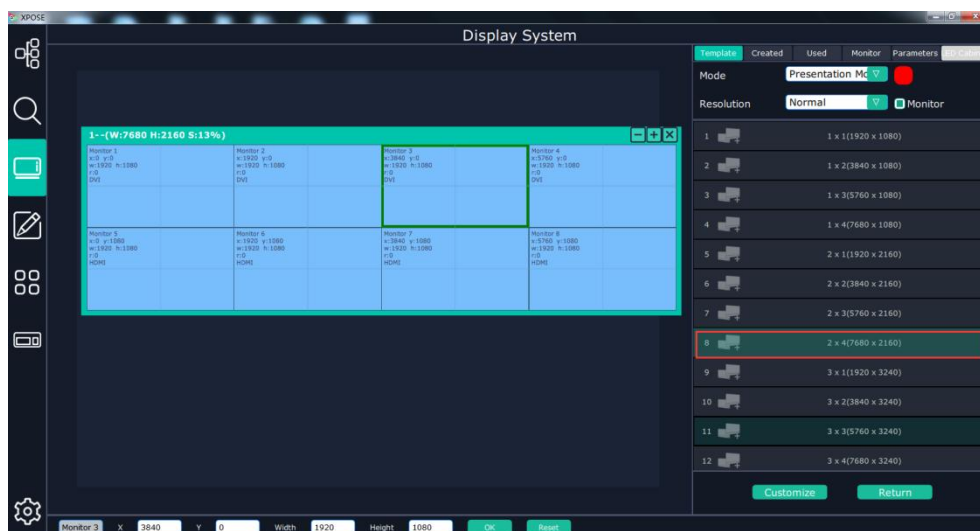 XPOSE
Display System
Template Created Used Monitor Parameters
Mode Presentation Mo
Resolution Normal Monitor
1--(W:7680 H:2160 S:13%)
Monitor 1
x:0 y:0
w:1920 h:1080
r:0
DVI
Monitor 2
x:1920 y:0
w:1920 h:1080
r:0
DVI
Monitor 3
x:3840 y:0
w:1920 h:1080
r:0
DVI
Monitor 4
x:5760 y:0
w:1920 h:1080
r:0
DVI
Monitor 5
x:0 y:1080
w:1920 h:1080
r:0
HDMI
Monitor 6
x:1920 y:1080
w:1920 h:1080
r:0
HDMI
Monitor 7
x:3840 y:1080
w:1920 h:1080
r:0
HDMI
Monitor 8
x:5760 y:1080
w:1920 h:1080
r:0
HDMI
1 1 x 1(1920 x 1080)
2 1 x 2(3840 x 1080)
3 1 x 3(5760 x 1080)
4 1 x 4(7680 x 1080)
5 2 x 1(1920 x 2160)
6 2 x 2(3840 x 2160)
7 2 x 3(5760 x 2160)
8 2 x 4(7680 x 2160)
9 3 x 1(1920 x 3240)
10 3 x 2(3840 x 3240)
11 3 x 3(5760 x 3240)
12 3 x 4(7680 x 3240)
Customize Return
Monitor 3 X 3840 Y 0 Width 1920 Height 1080 OK Reset